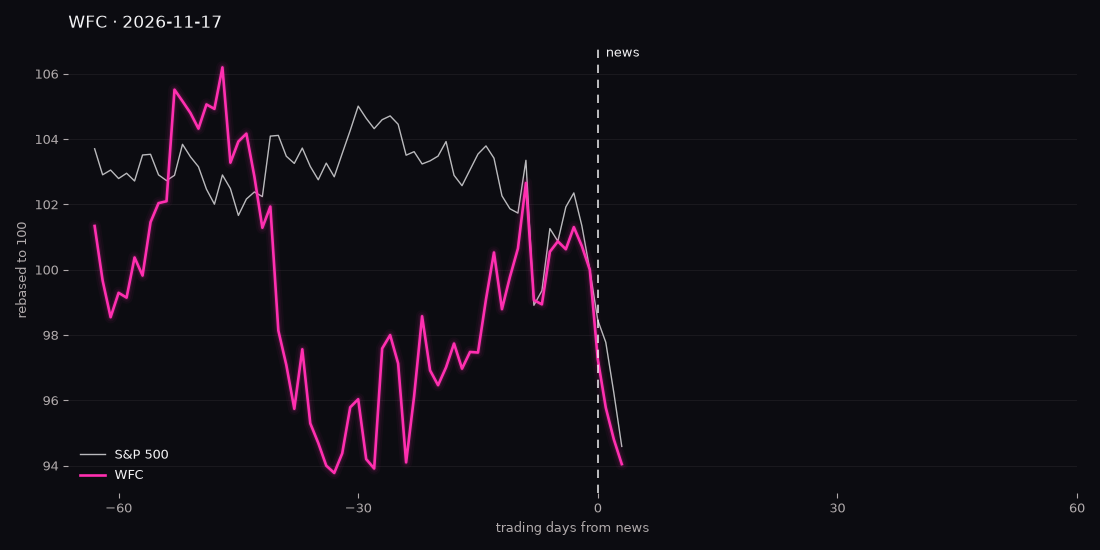 WFC · 2026-11-17
news
106
104
102
100
98
96
94
rebased to 100
S&P 500
WFC
−60
−30
0
30
60
trading days from news